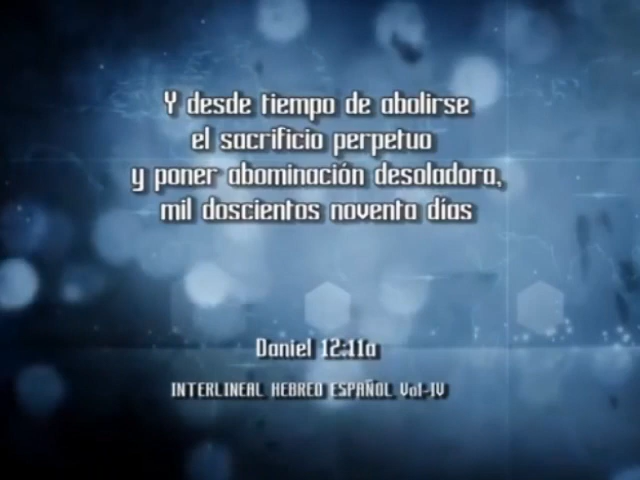 Y desde tiempo de abolirse
el sacrificio perpetuo
y poner abominación desoladora,
mil doscientos noventa días
Daniel 12:11a
INTERLINEAL HEBREO ESPAÑOL Vol-IV